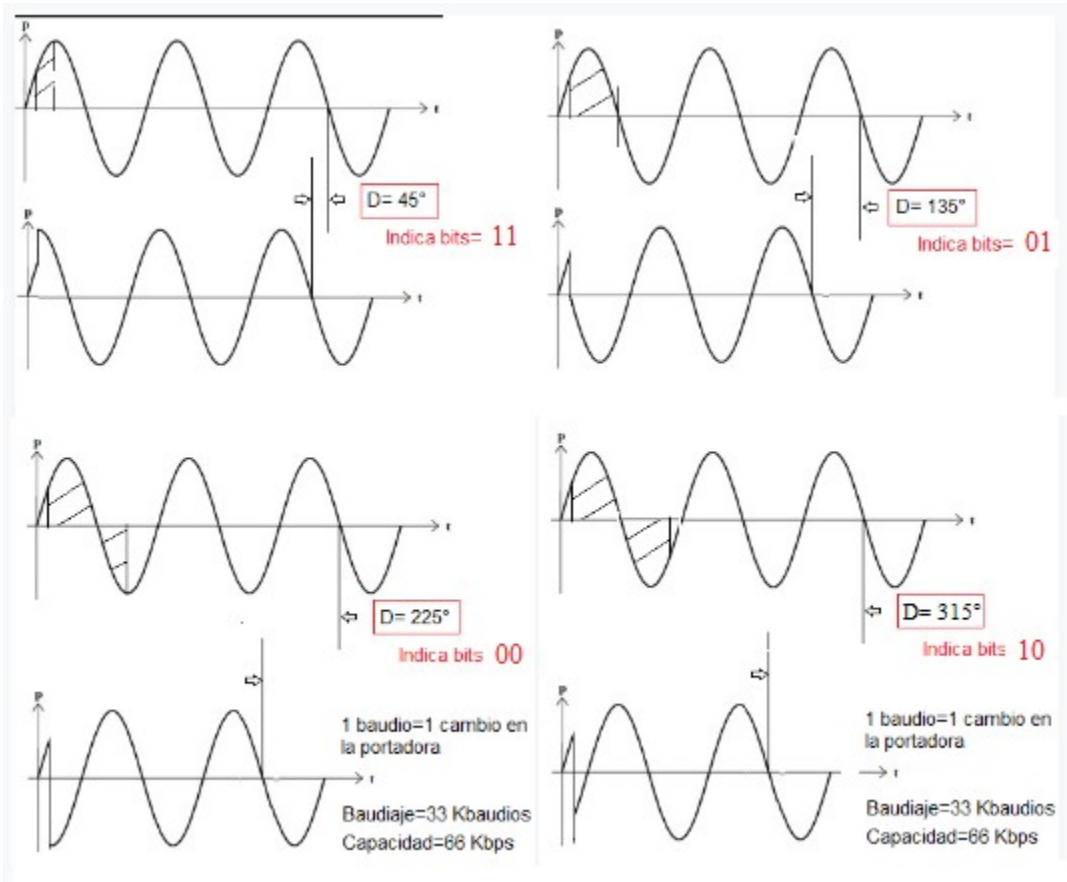 P
t
D= 45°
Indica bits= 11
P
t
P
t
D= 135°
Indica bits= 01
P
t
P
t
D= 225°
Indica bits 00
P
t
1 baudio=1 cambio en
la portadora
Baudiaje=33 Kbaudios
Capacidad=66 Kbps
P
t
D= 315°
Indica bits 10
P
t
1 baudio=1 cambio en
la portadora
Baudiaje=33 Kbaudios
Capacidad=66 Kbps